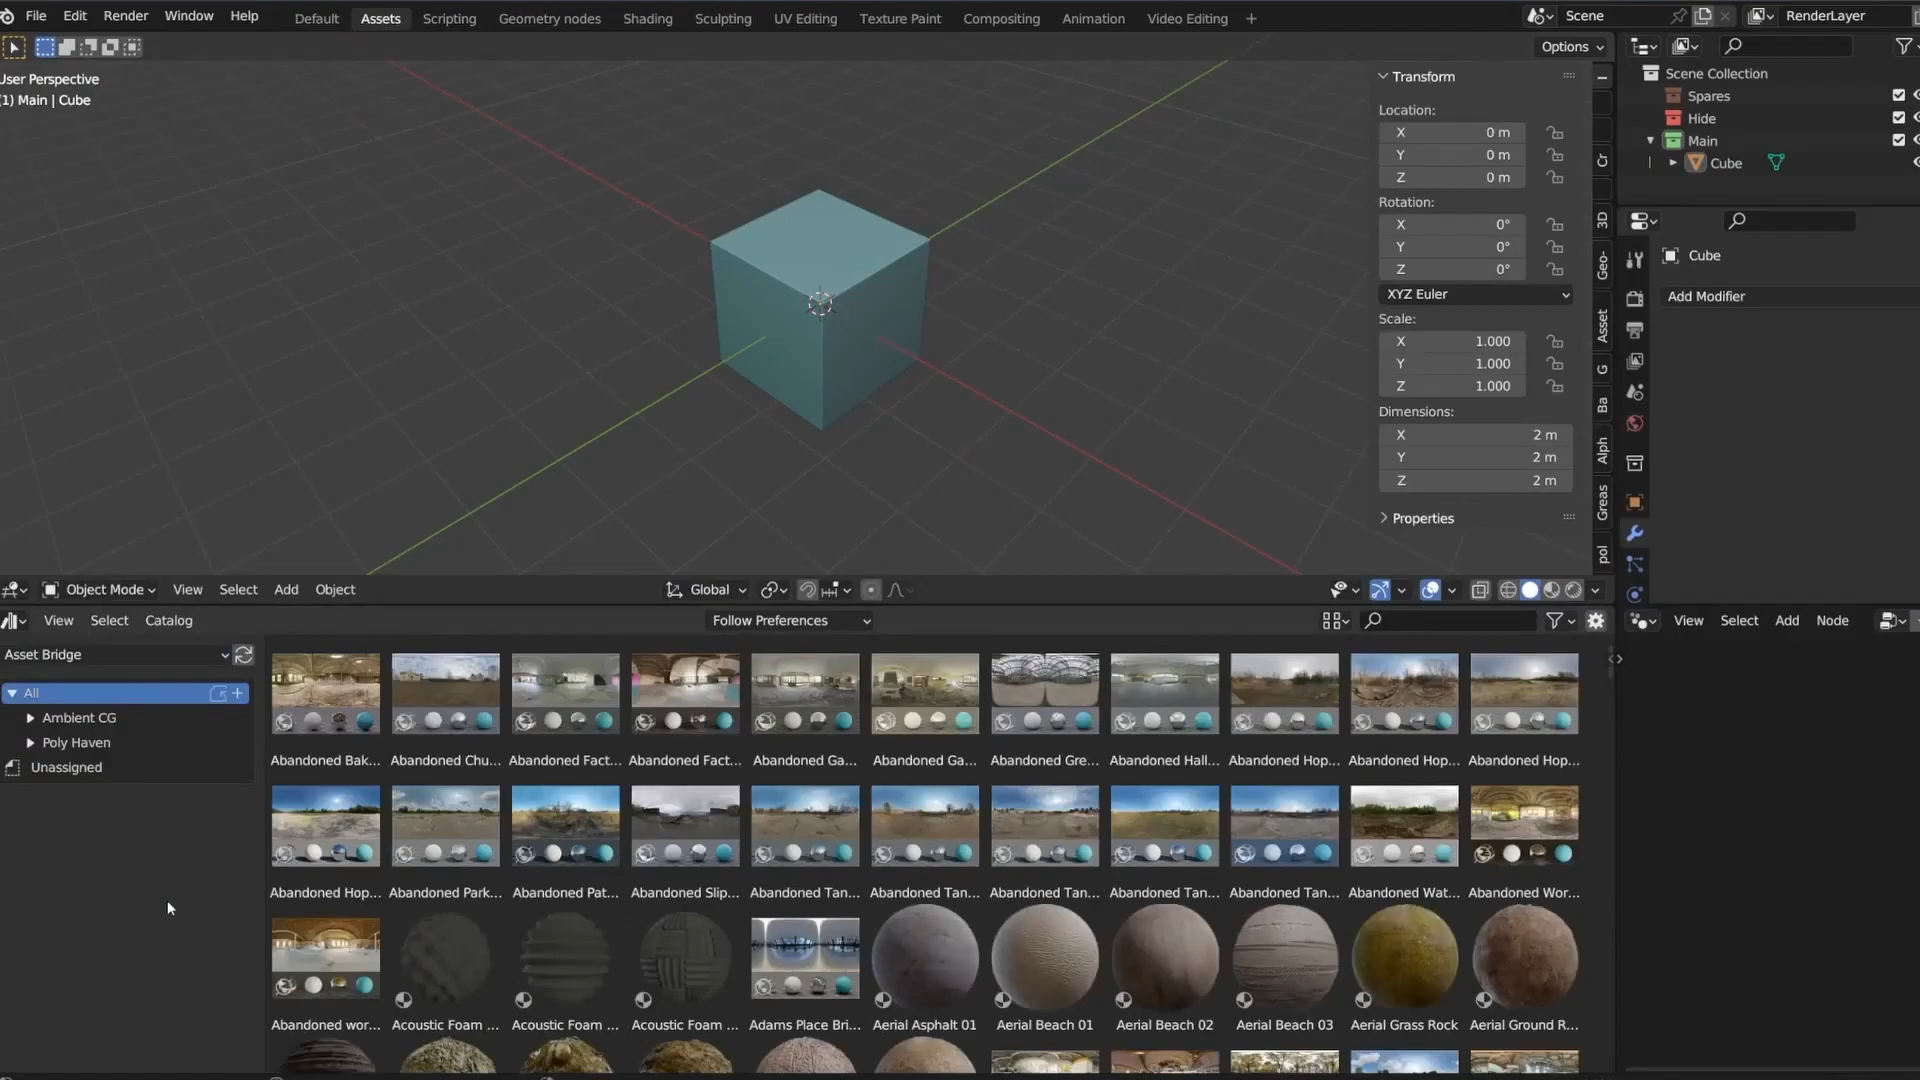 File Edit Render Window Help Default Assets Scripting Geometry nodes Shading Sculpting UV Editing Texture Paint Compositing Animation Video Editing + Scene RenderLayer
Options
User Perspective
(1) Main | Cube
Transform
Location:
X 0 m
Y 0 m
Z 0 m
Rotation:
X 0°
Y 0°
Z 0°
XYZ Euler
Scale:
X 1.000
Y 1.000
Z 1.000
Dimensions:
X 2 m
Y 2 m
Z 2 m
Properties
Cr
3D
Geo-
Asset
G
Ba
Alph
Greas
pol
Scene Collection
Spares
Hide
Main
Cube
Cube
Add Modifier
Object Mode View Select Add Object Global
View Select Catalog Follow Preferences
View Select Add Node
Asset Bridge
All
Ambient CG
Poly Haven
Unassigned
Abandoned Bak... Abandoned Chu... Abandoned Fact... Abandoned Fact... Abandoned Ga... Abandoned Ga... Abandoned Gre... Abandoned Hall... Abandoned Hop... Abandoned Hop... Abandoned Hop...
Abandoned Hop... Abandoned Park... Abandoned Pat... Abandoned Slip... Abandoned Tan... Abandoned Tan... Abandoned Tan... Abandoned Tan... Abandoned Tan... Abandoned Wat... Abandoned Wor...
Abandoned wor... Acoustic Foam ... Acoustic Foam ... Acoustic Foam ... Adams Place Bri... Aerial Asphalt 01 Aerial Beach 01 Aerial Beach 02 Aerial Beach 03 Aerial Grass Rock Aerial Ground R...